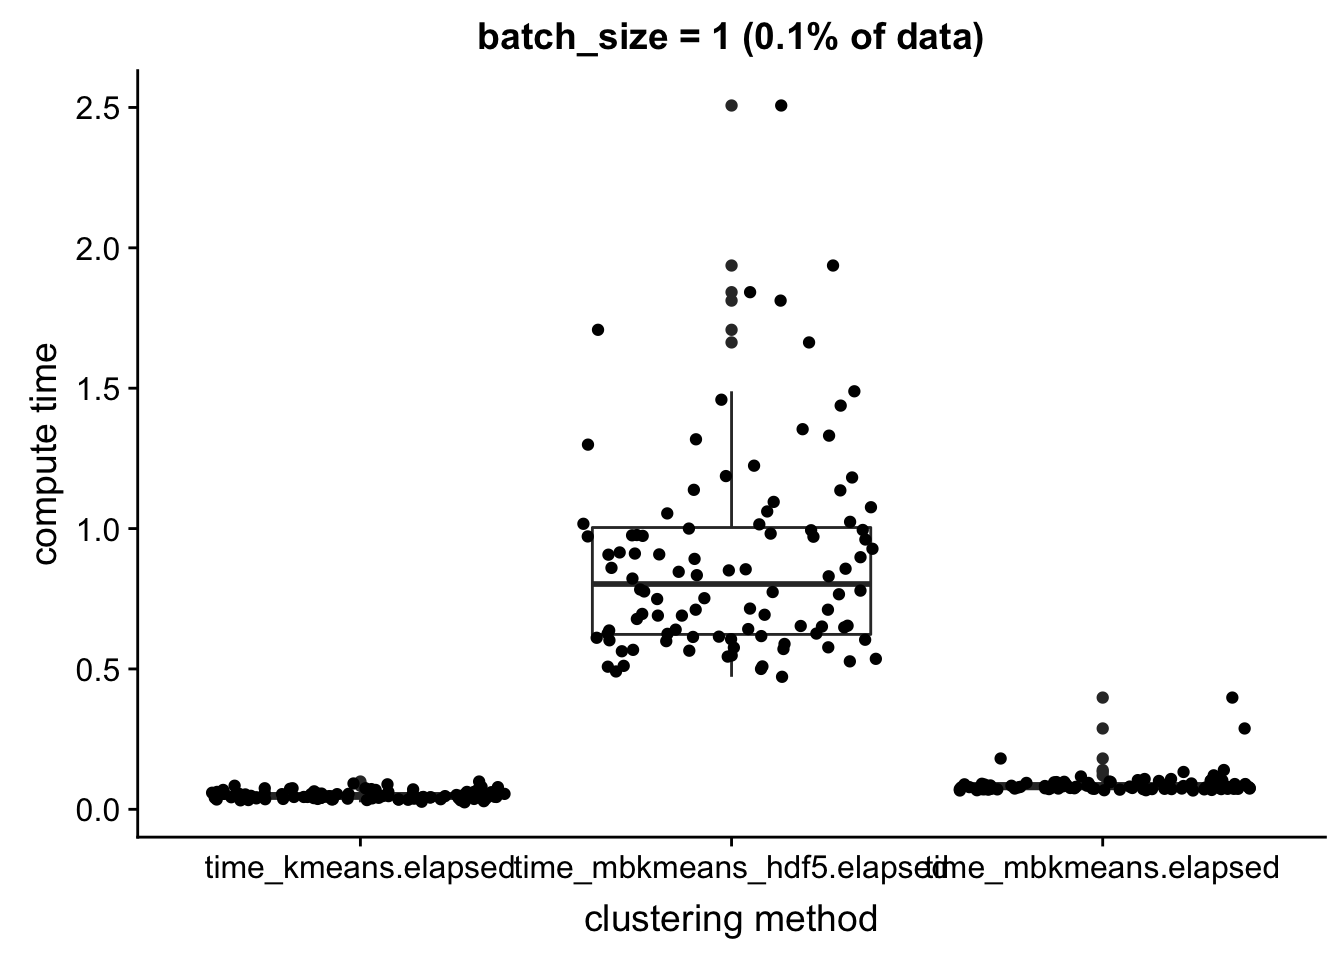 batch_size = 1 (0.1% of data)
compute time
2.5
2.0
1.5
1.0
0.5
0.0
time_kmeans.elapsed time_mbkmeans_hdf5.elapsed time_mbkmeans.elapsed
clustering method